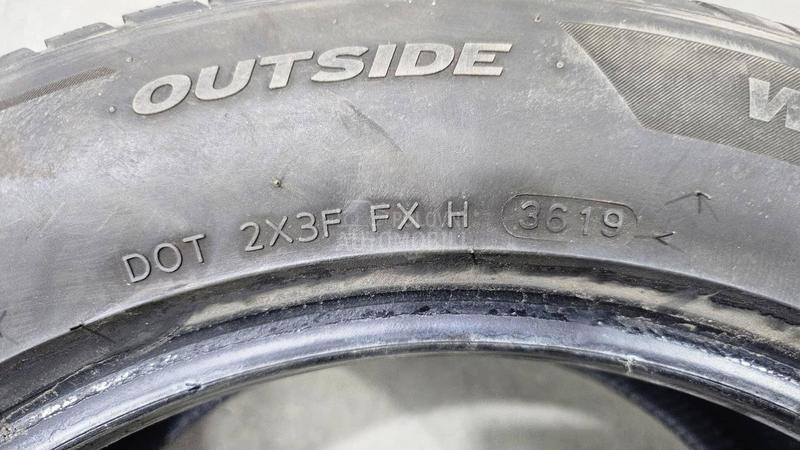 OUTSIDE
W
DOT 2X3F FX H 3619